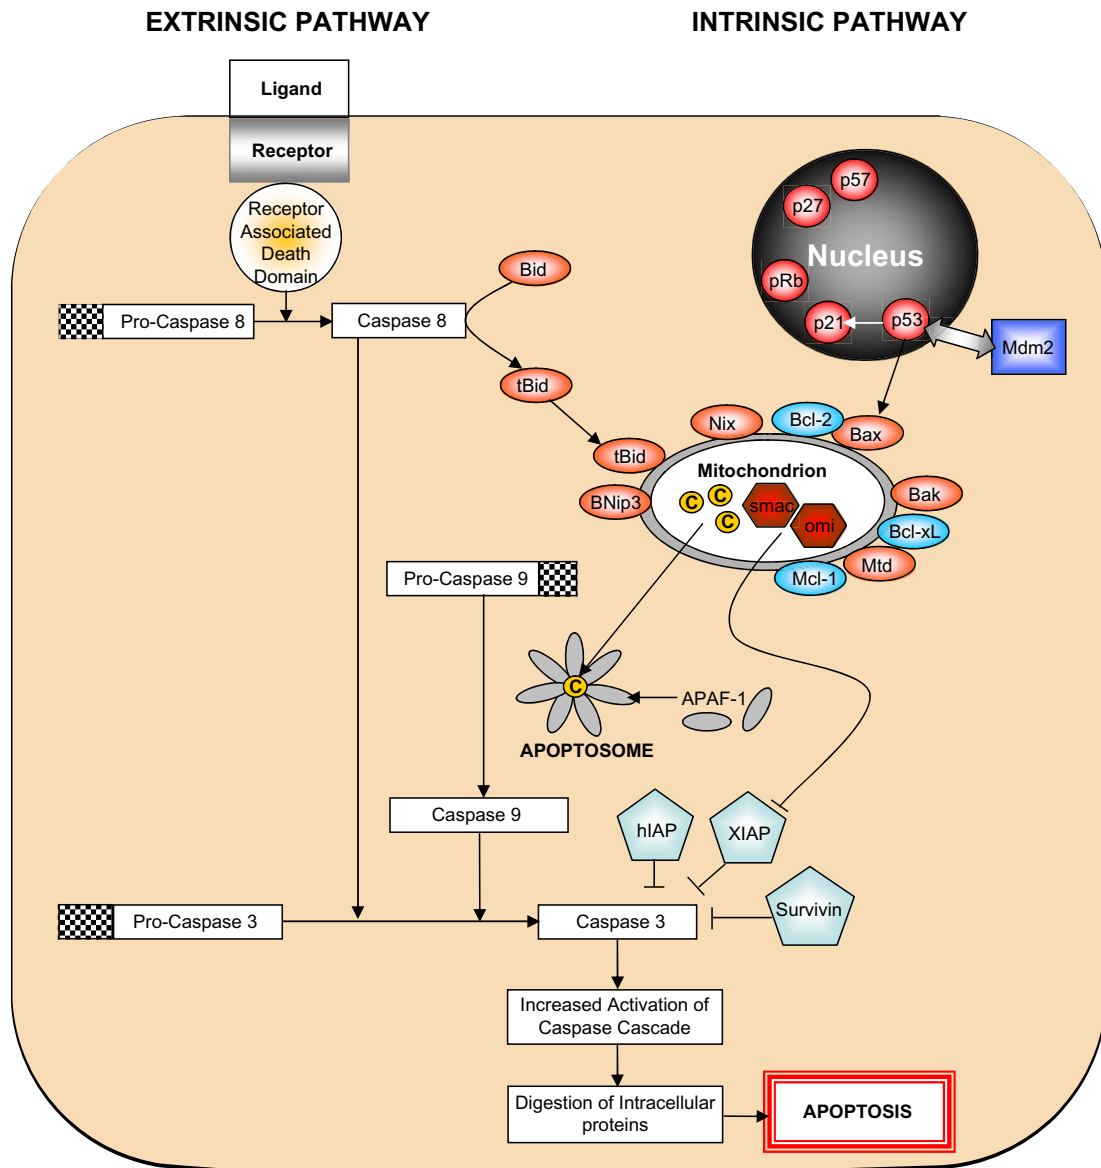 EXTRINSIC PATHWAY
INTRINSIC PATHWAY
Ligand
Receptor
Receptor
Associated
Death
Domain
Pro-Caspase 8
Caspase 8
Bid
tBid
tBid
p57
p27
Nucleus
pRb
p21
p53
Mdm2
Nix
Bcl-2
Bax
Mitochondrion
BNip3
C
C
C
smac
omi
Bak
Bcl-xL
Mtd
Mcl-1
Pro-Caspase 9
C
APAF-1
APOPTOSOME
Caspase 9
hIAP
XIAP
Survivin
Pro-Caspase 3
Caspase 3
Increased Activation of
Caspase Cascade
Digestion of Intracellular
proteins
APOPTOSIS